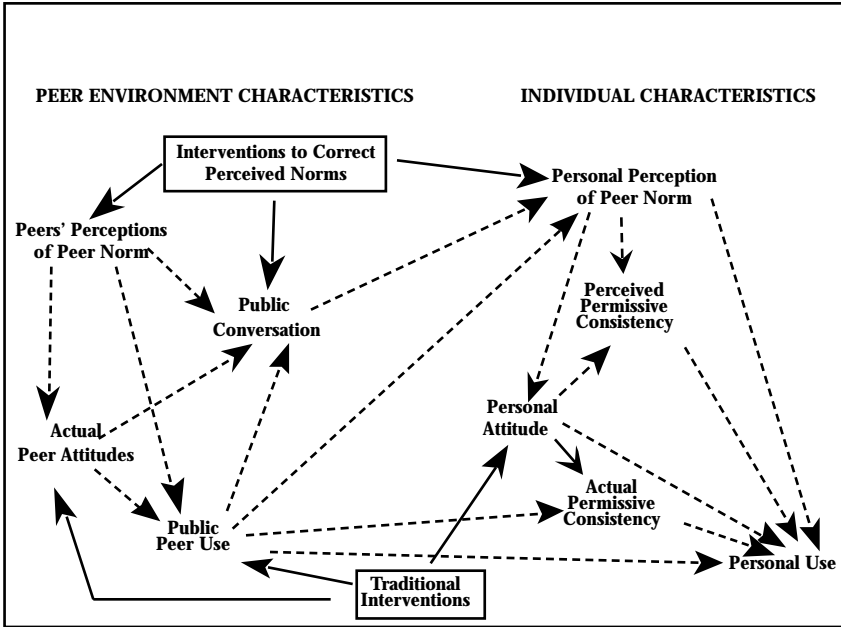 PEER ENVIRONMENT CHARACTERISTICS
INDIVIDUAL CHARACTERISTICS
Interventions to Correct
Perceived Norms
Personal Perception
of Peer Norm
Peers’ Perceptions
of Peer Norm
Public
Conversation
Perceived
Permissive
Consistency
Actual
Peer Attitudes
Personal
Attitude
Actual
Permissive
Consistency
Public
Peer Use
Personal Use
Traditional
Interventions